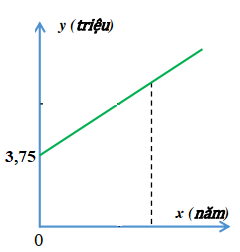 y (triệu)
3,75
x (năm)
0